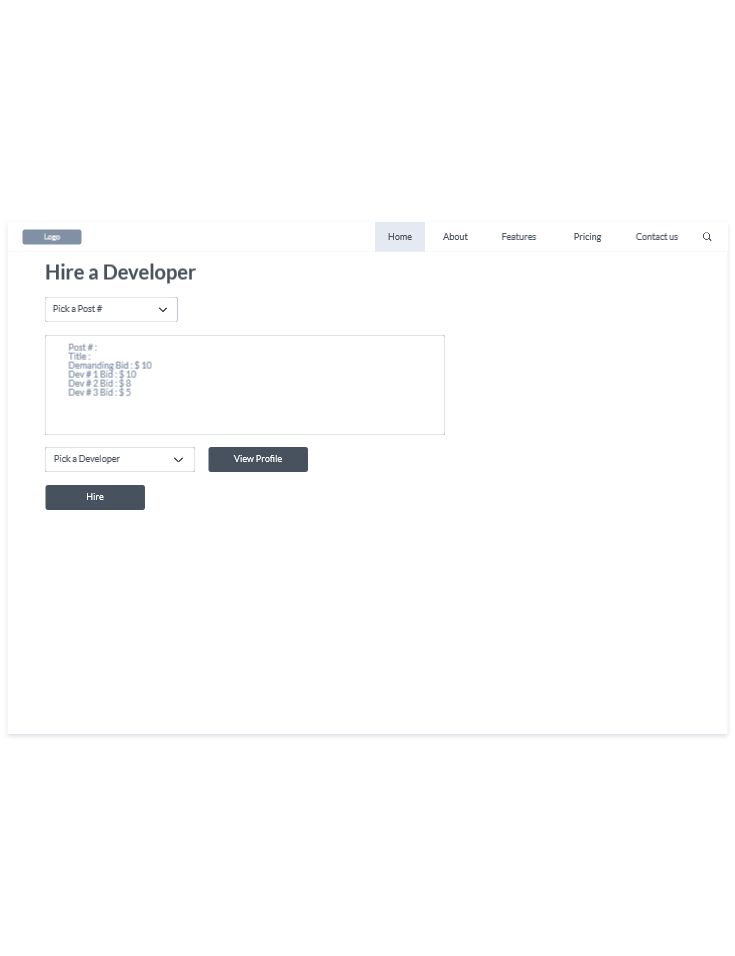 Logo
Home About Features Pricing Contact us
Hire a Developer
Pick a Post #
Post # :
Title :
Demanding Bid : $ 10
Dev # 1 Bid : $ 10
Dev # 2 Bid : $ 8
Dev # 3 Bid : $ 5
Pick a Developer
View Profile
Hire